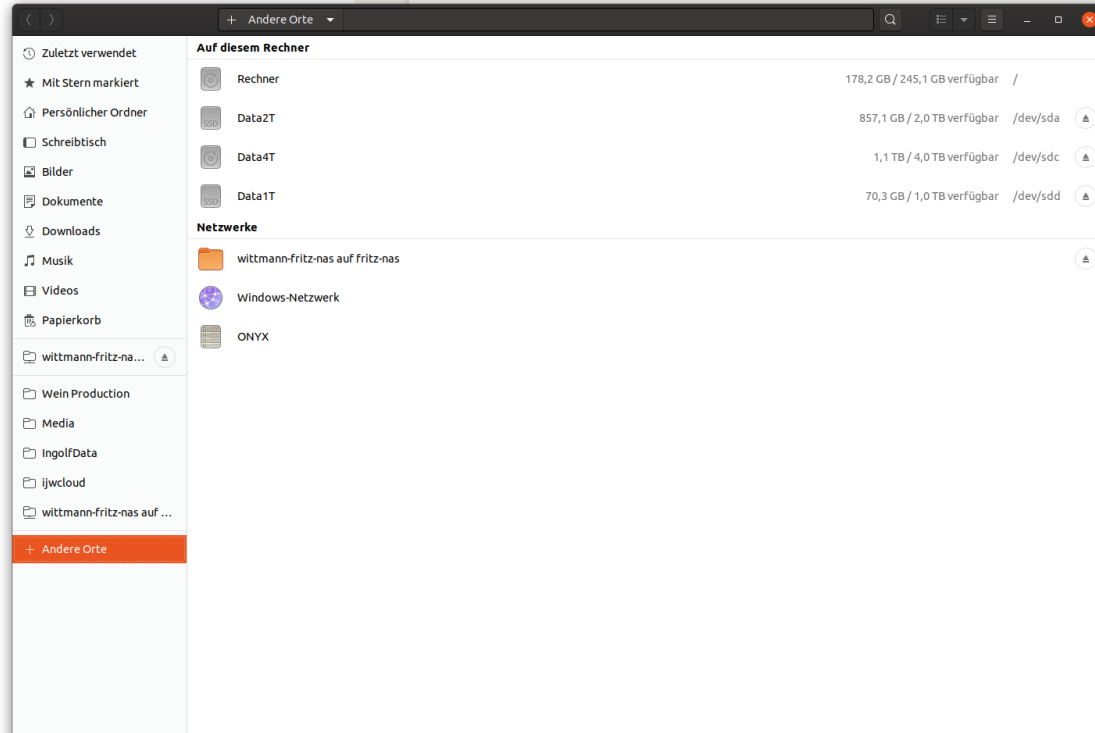 Andere Orte
Zuletzt verwendet
Mit Stern markiert
Persönlicher Ordner
Schreibtisch
Bilder
Dokumente
Downloads
Musik
Videos
Papierkorb
wittmann-fritz-na...
Wein Production
Media
IngolfData
ijwcloud
wittmann-fritz-nas auf ...
Andere Orte
Auf diesem Rechner
Rechner 178,2 GB / 245,1 GB verfügbar /
SSD Data2T 857,1 GB / 2,0 TB verfügbar /dev/sda
Data4T 1,1 TB / 4,0 TB verfügbar /dev/sdc
SSD Data1T 70,3 GB / 1,0 TB verfügbar /dev/sdd
Netzwerke
wittmann-fritz-nas auf fritz-nas
Windows-Netzwerk
ONYX